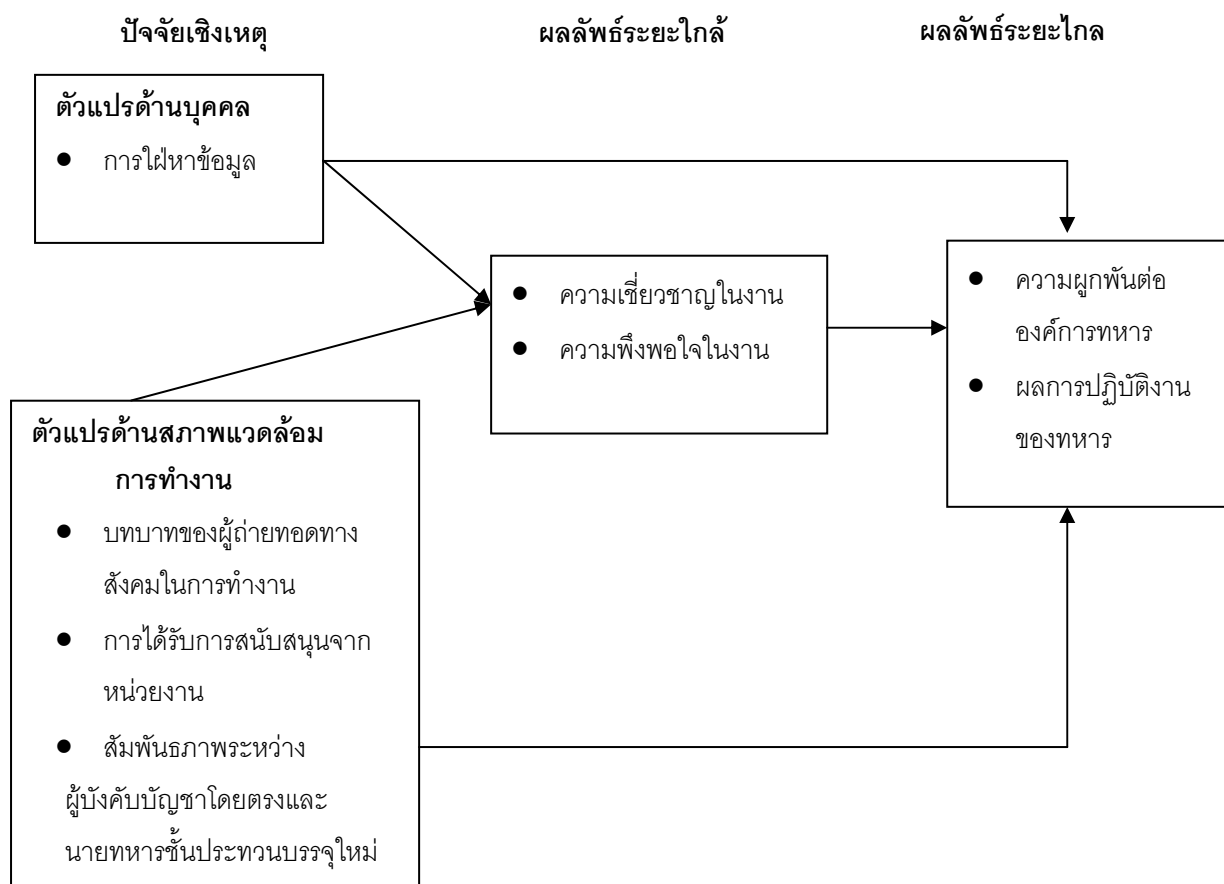 ปัจจัยเชิงเหตุ
ผลลัพธ์ระยะใกล้
ผลลัพธ์ระยะไกล
ตัวแปรด้านบุคคล
● การใฝ่หาข้อมูล
● ความเชี่ยวชาญในงาน
● ความพึงพอใจในงาน
● ความผูกพันต่อ
องค์การทหาร
● ผลการปฏิบัติงาน
ของทหาร
ตัวแปรด้านสภาพแวดล้อม
การทำงาน
● บทบาทของผู้ถ่ายทอดทาง
สังคมในการทำงาน
● การได้รับการสนับสนุนจาก
หน่วยงาน
● สัมพันธภาพระหว่าง
ผู้บังคับบัญชาโดยตรงและ
นายทหารชั้นประทวนบรรจุใหม่